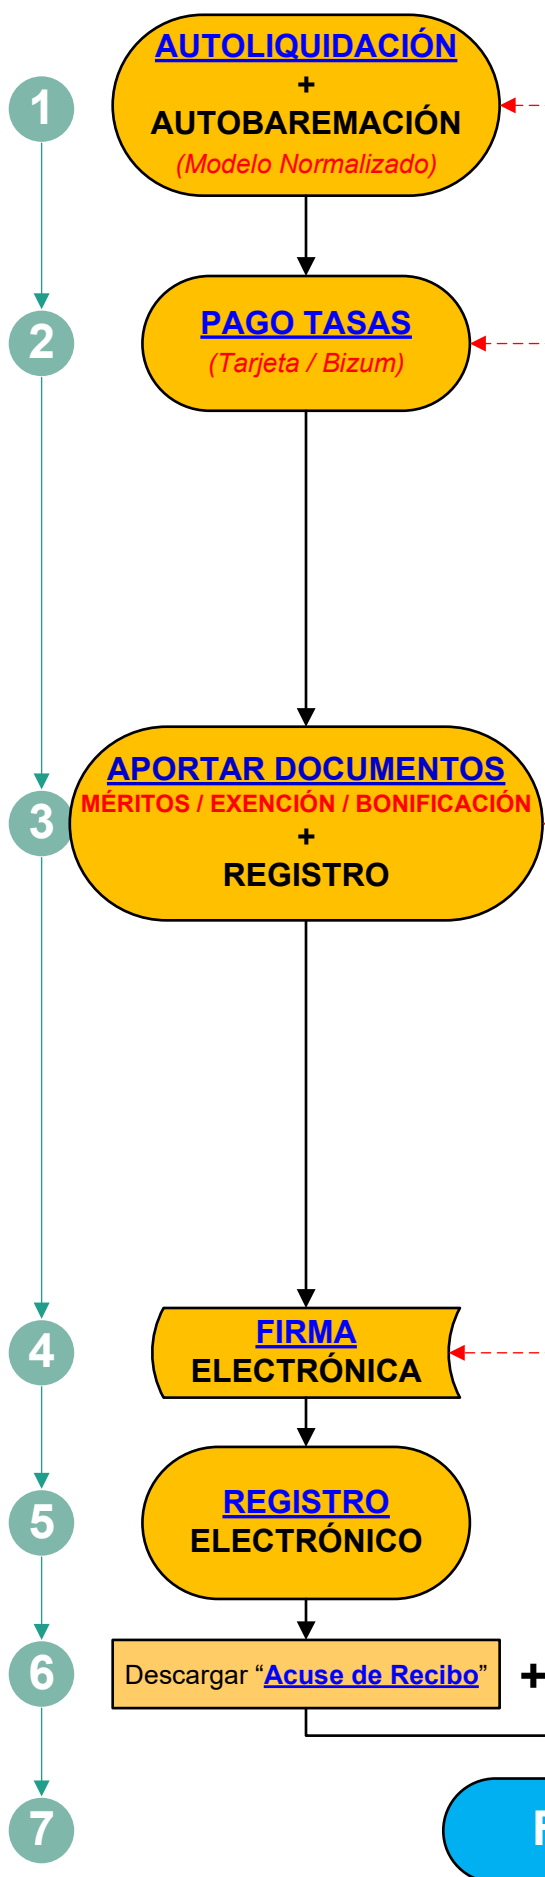 1
AUTOLIQUIDACIÓN
+
AUTOBAREMACIÓN
(Modelo Normalizado)
2
PAGO TASAS
(Tarjeta / Bizum)
3
APORTAR DOCUMENTOS
MÉRITOS / EXENCIÓN / BONIFICACIÓN
+
REGISTRO
4
FIRMA
ELECTRÓNICA
5
REGISTRO
ELECTRÓNICO
6
Descargar “Acuse de Recibo” +
7
F